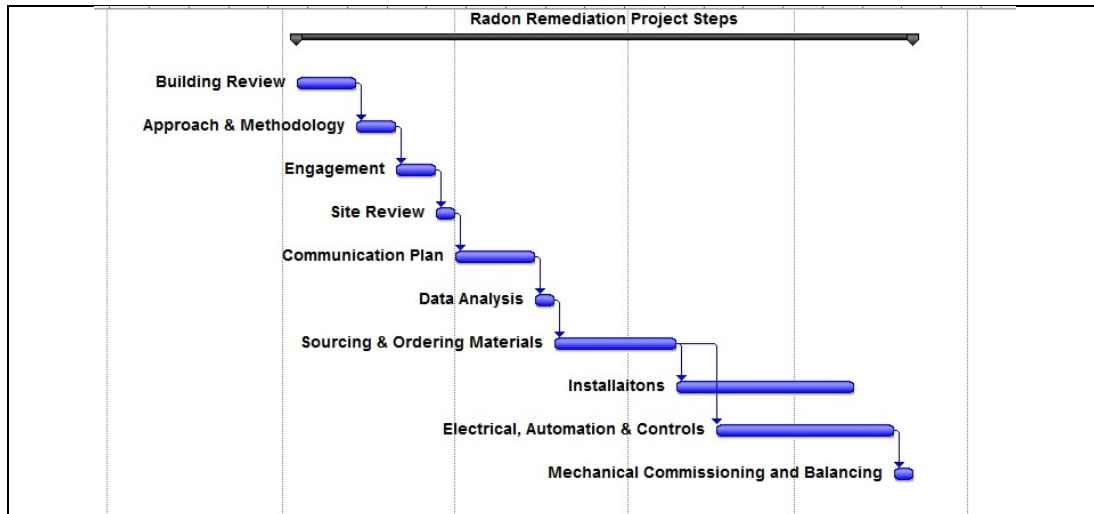 Radon Remediation Project Steps
Building Review
Approach & Methodology
Engagement
Site Review
Communication Plan
Data Analysis
Sourcing & Ordering Materials
Installaitons
Electrical, Automation & Controls
Mechanical Commissioning and Balancing